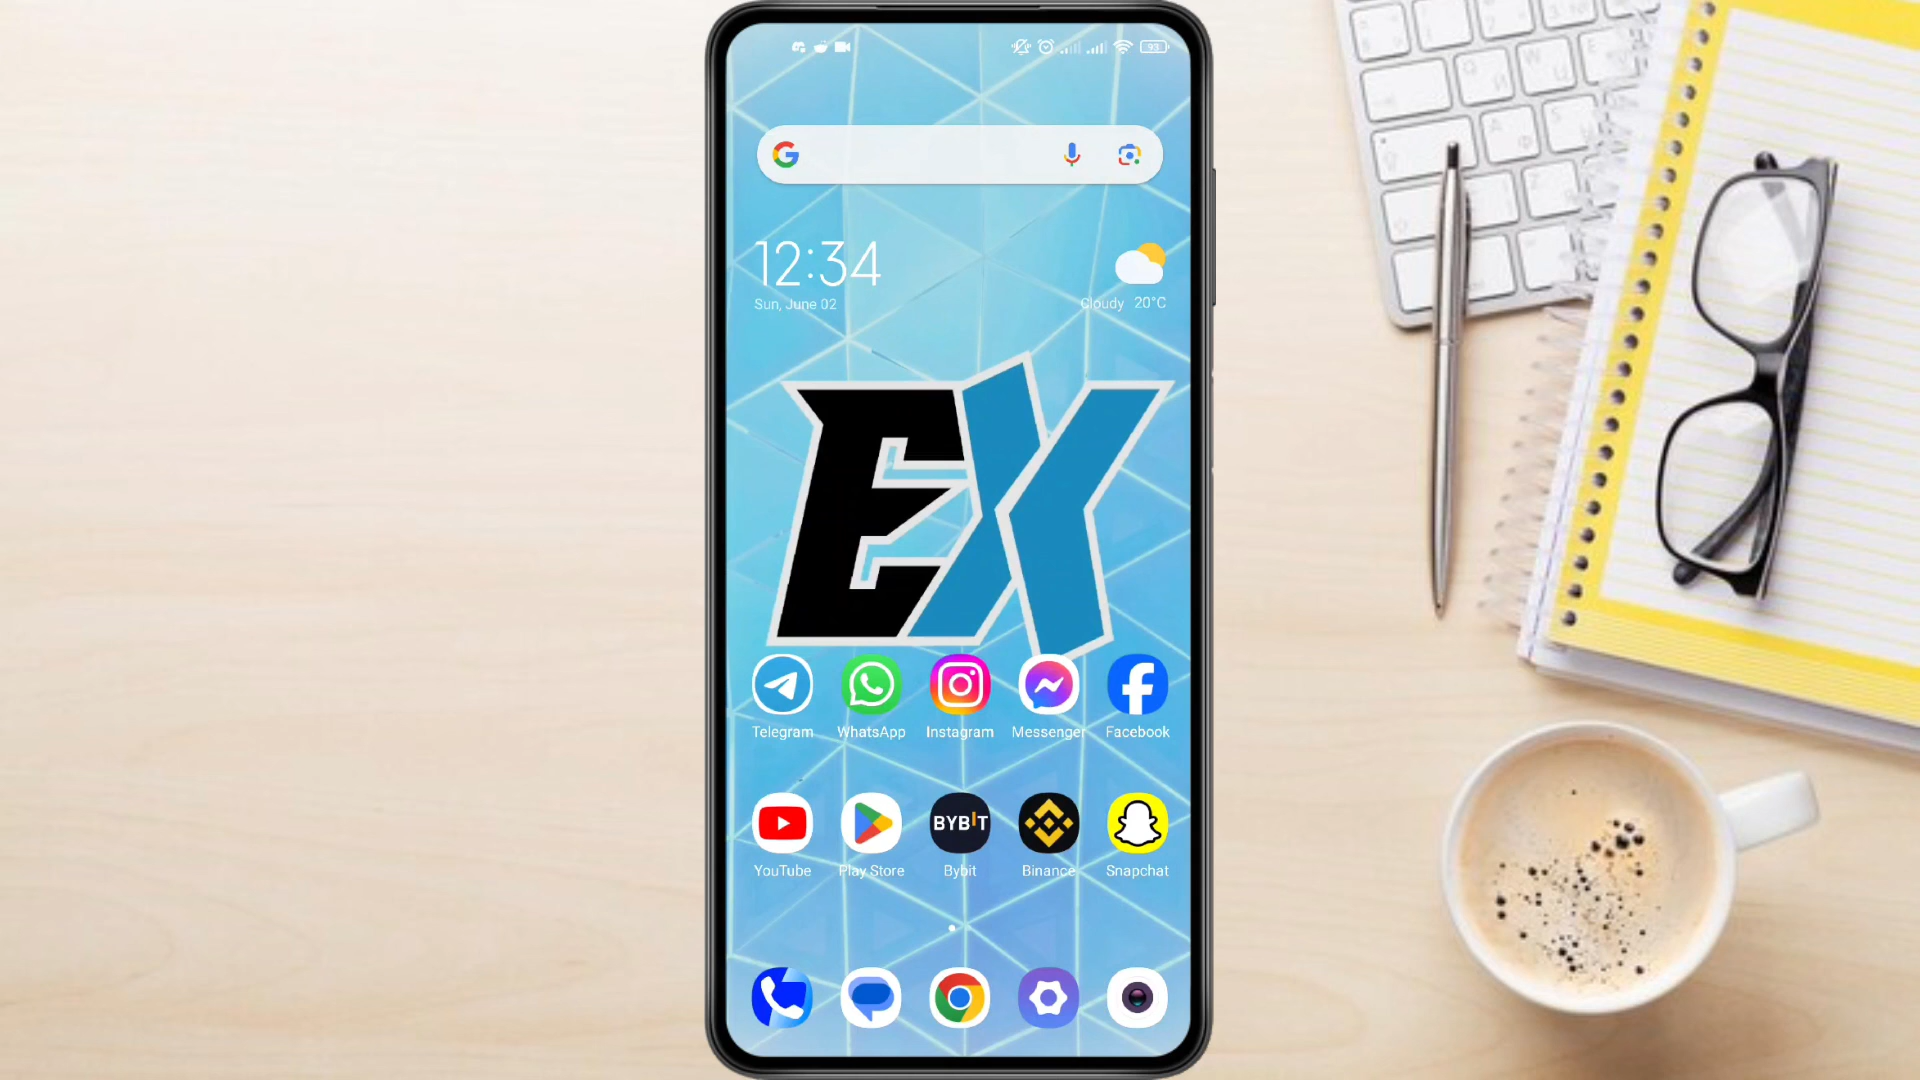 93
12:34
Sun, June 02
Cloudy 20°C
EX
Telegram WhatsApp Instagram Messenger Facebook
BYBIT
YouTube Play Store Bybit Binance Snapchat